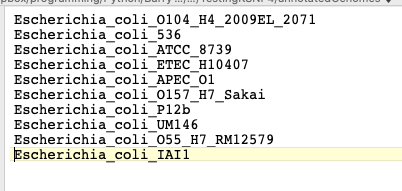 Escherichia_coli_O104_H4_2009EL_2071
Escherichia_coli_536
Escherichia_coli_ATCC_8739
Escherichia_coli_ETEC_H10407
Escherichia_coli_APEC_O1
Escherichia_coli_O157_H7_Sakai
Escherichia_coli_P12b
Escherichia_coli_UM146
Escherichia_coli_O55_H7_RM12579
Escherichia_coli_IAI1